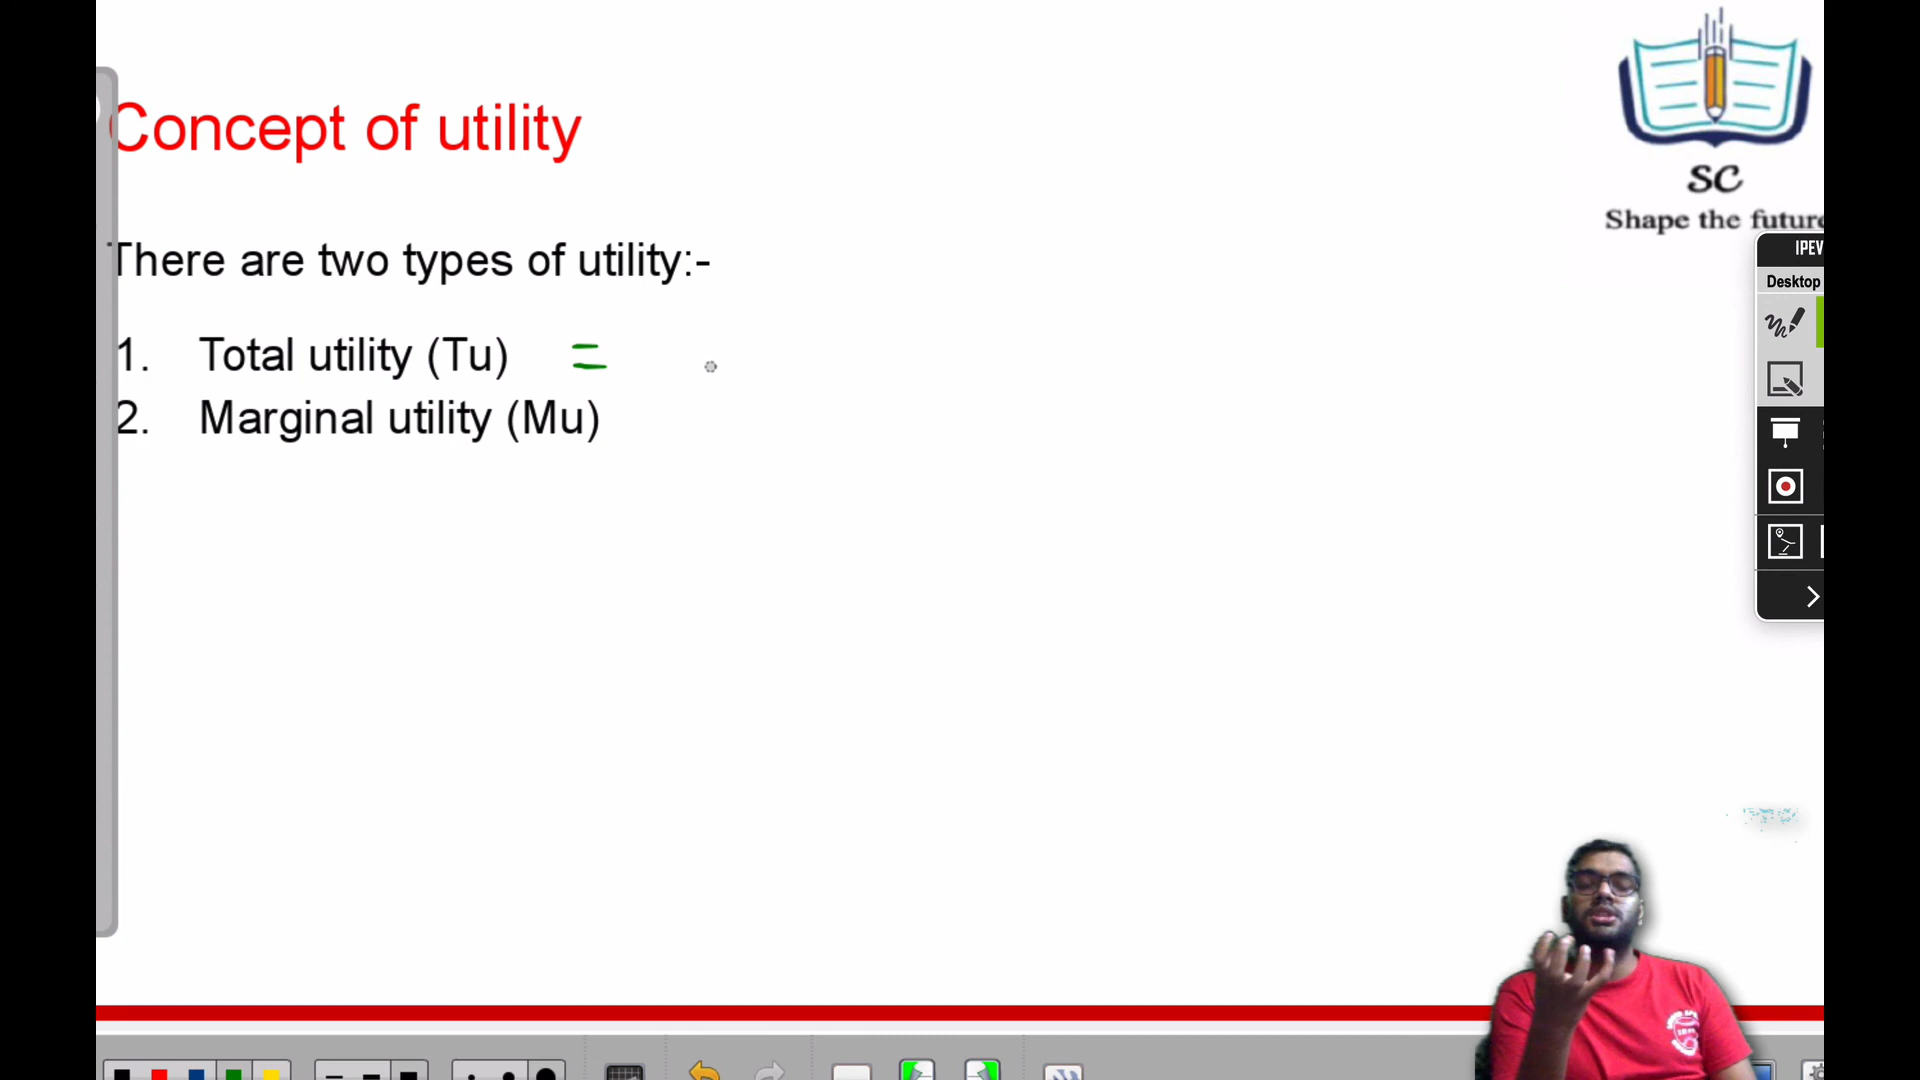 Concept of utility
There are two types of utility:-
1. Total utility (Tu) =
2. Marginal utility (Mu)
SC
Shape the future
IPEV
Desktop